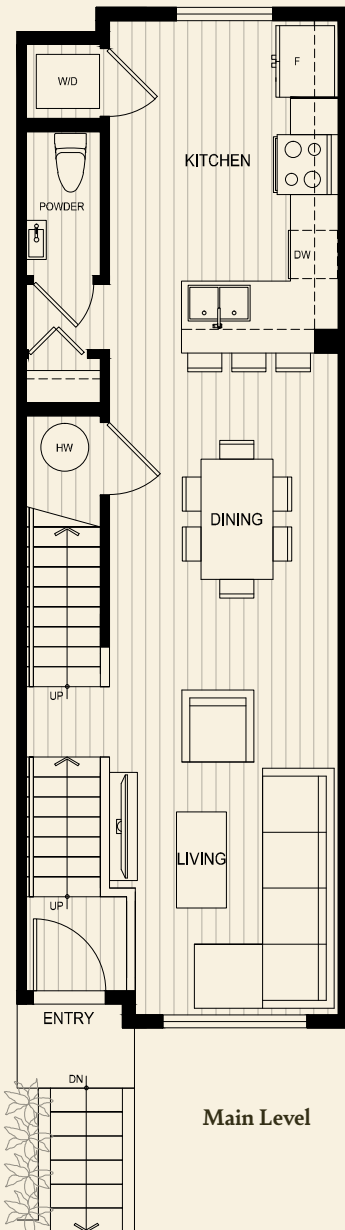 W/D
F
KITCHEN
POWDER
DW
HW
DINING
UP
LIVING
UP
ENTRY
DN
Main Level